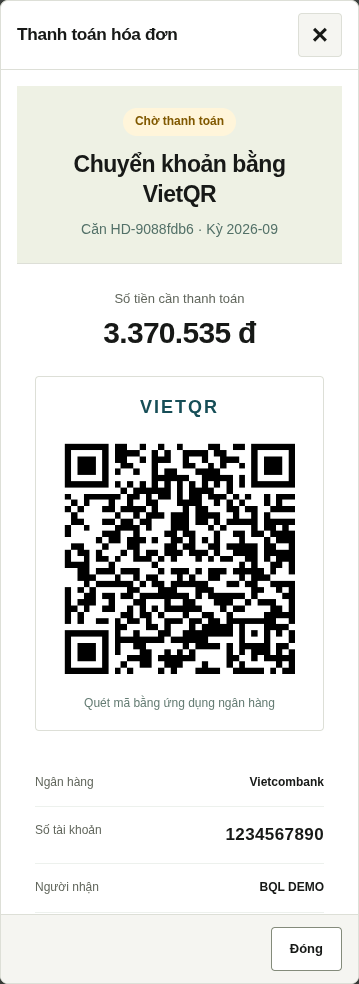 Thanh toán hóa đơn
✕
Chờ thanh toán
Chuyển khoản bằng
VietQR
Căn HD-9088fdb6 · Kỳ 2026-09
Số tiền cần thanh toán
3.370.535 đ
VIETQR
Quét mã bằng ứng dụng ngân hàng
Ngân hàng Vietcombank
Số tài khoản 1234567890
Người nhận BQL DEMO
Đóng